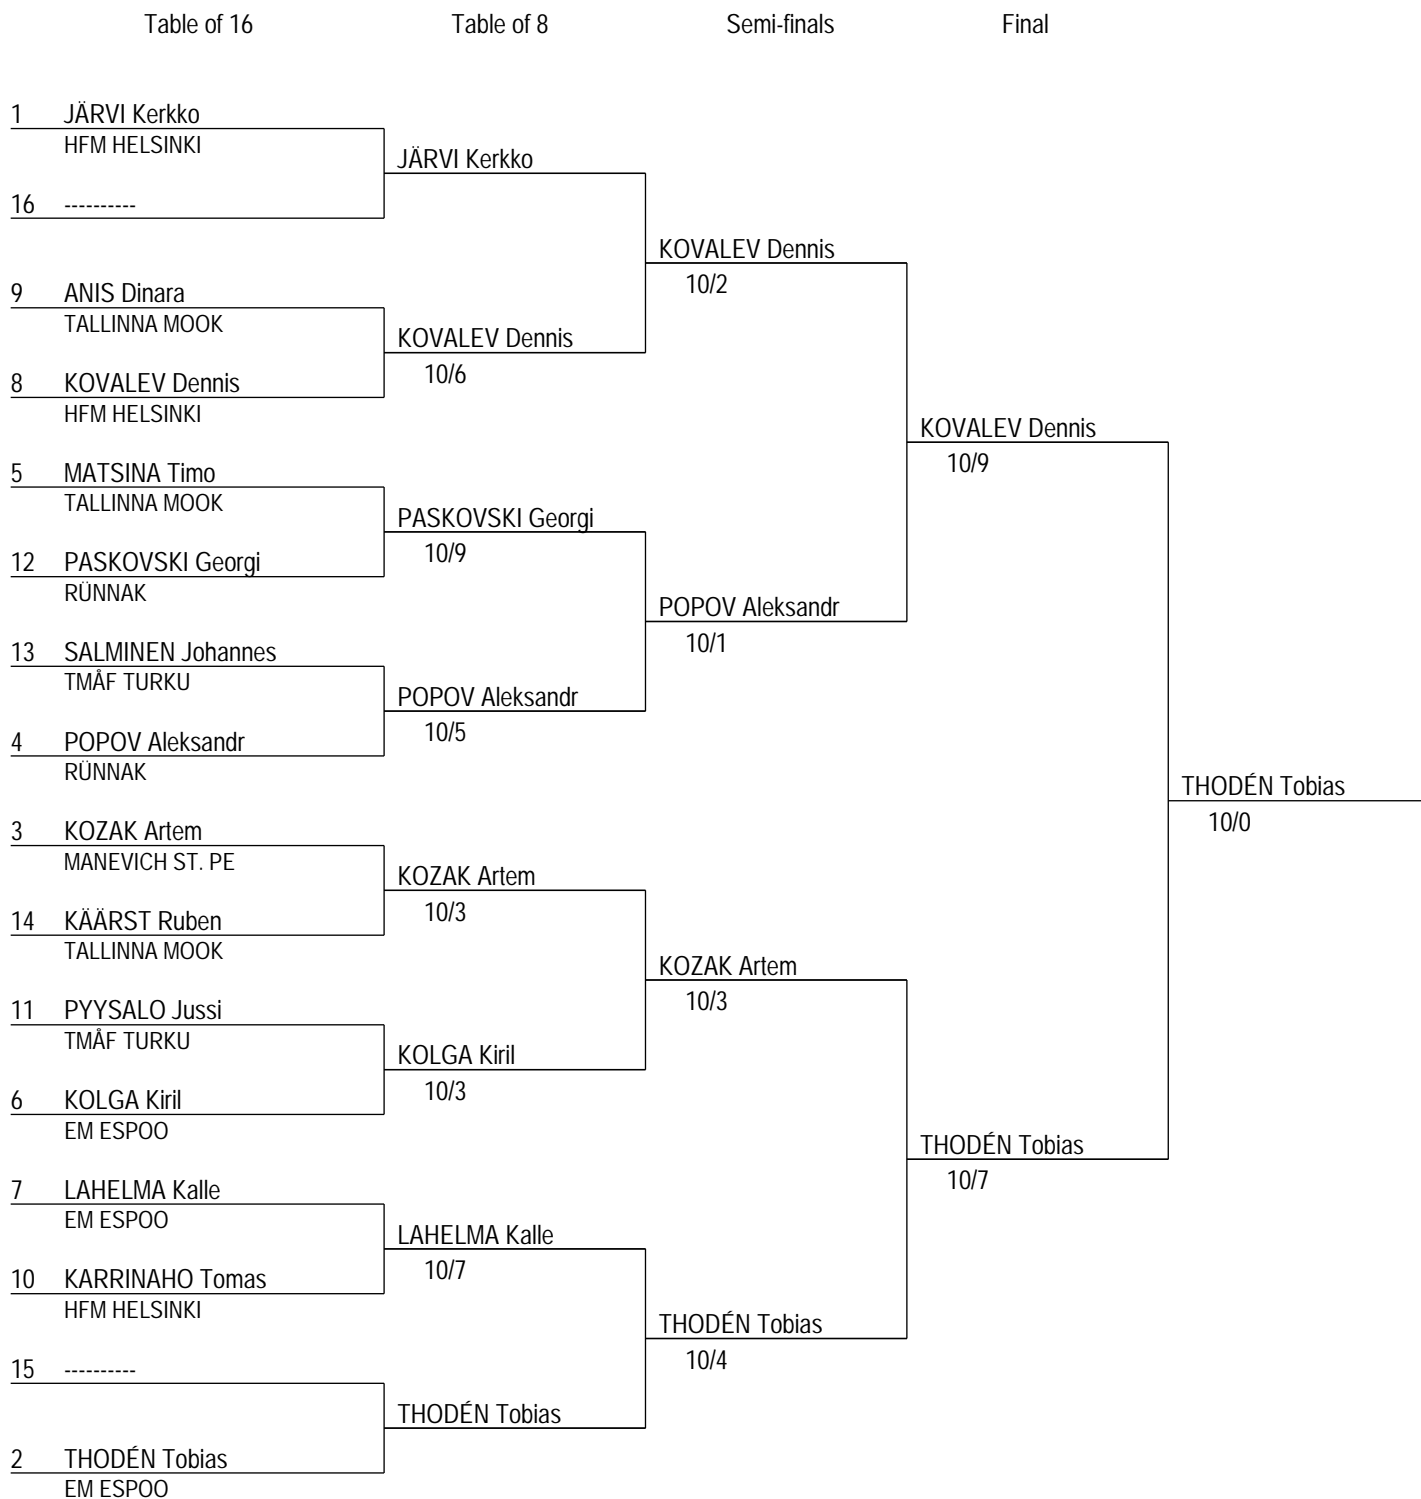 Table of 16 Table of 8 Semi-finals Final
1 JÄRVI Kerkko
HFM HELSINKI
JÄRVI Kerkko
16 ----------
KOVALEV Dennis
10/2
9 ANIS Dinara
TALLINNA MOOK
KOVALEV Dennis
10/6
8 KOVALEV Dennis
HFM HELSINKI
KOVALEV Dennis
10/9
5 MATSINA Timo
TALLINNA MOOK
PASKOVSKI Georgi
10/9
12 PASKOVSKI Georgi
RÜNNAK
POPOV Aleksandr
10/1
13 SALMINEN Johannes
TMÅF TURKU
POPOV Aleksandr
10/5
4 POPOV Aleksandr
RÜNNAK
THODÉN Tobias
10/0
3 KOZAK Artem
MANEVICH ST. PE
KOZAK Artem
10/3
14 KÄÄRST Ruben
TALLINNA MOOK
KOZAK Artem
10/3
11 PYYSALO Jussi
TMÅF TURKU
KOLGA Kiril
10/3
6 KOLGA Kiril
EM ESPOO
THODÉN Tobias
10/7
7 LAHELMA Kalle
EM ESPOO
LAHELMA Kalle
10/7
10 KARRINAHO Tomas
HFM HELSINKI
THODÉN Tobias
10/4
15 ----------
THODÉN Tobias
2 THODÉN Tobias
EM ESPOO